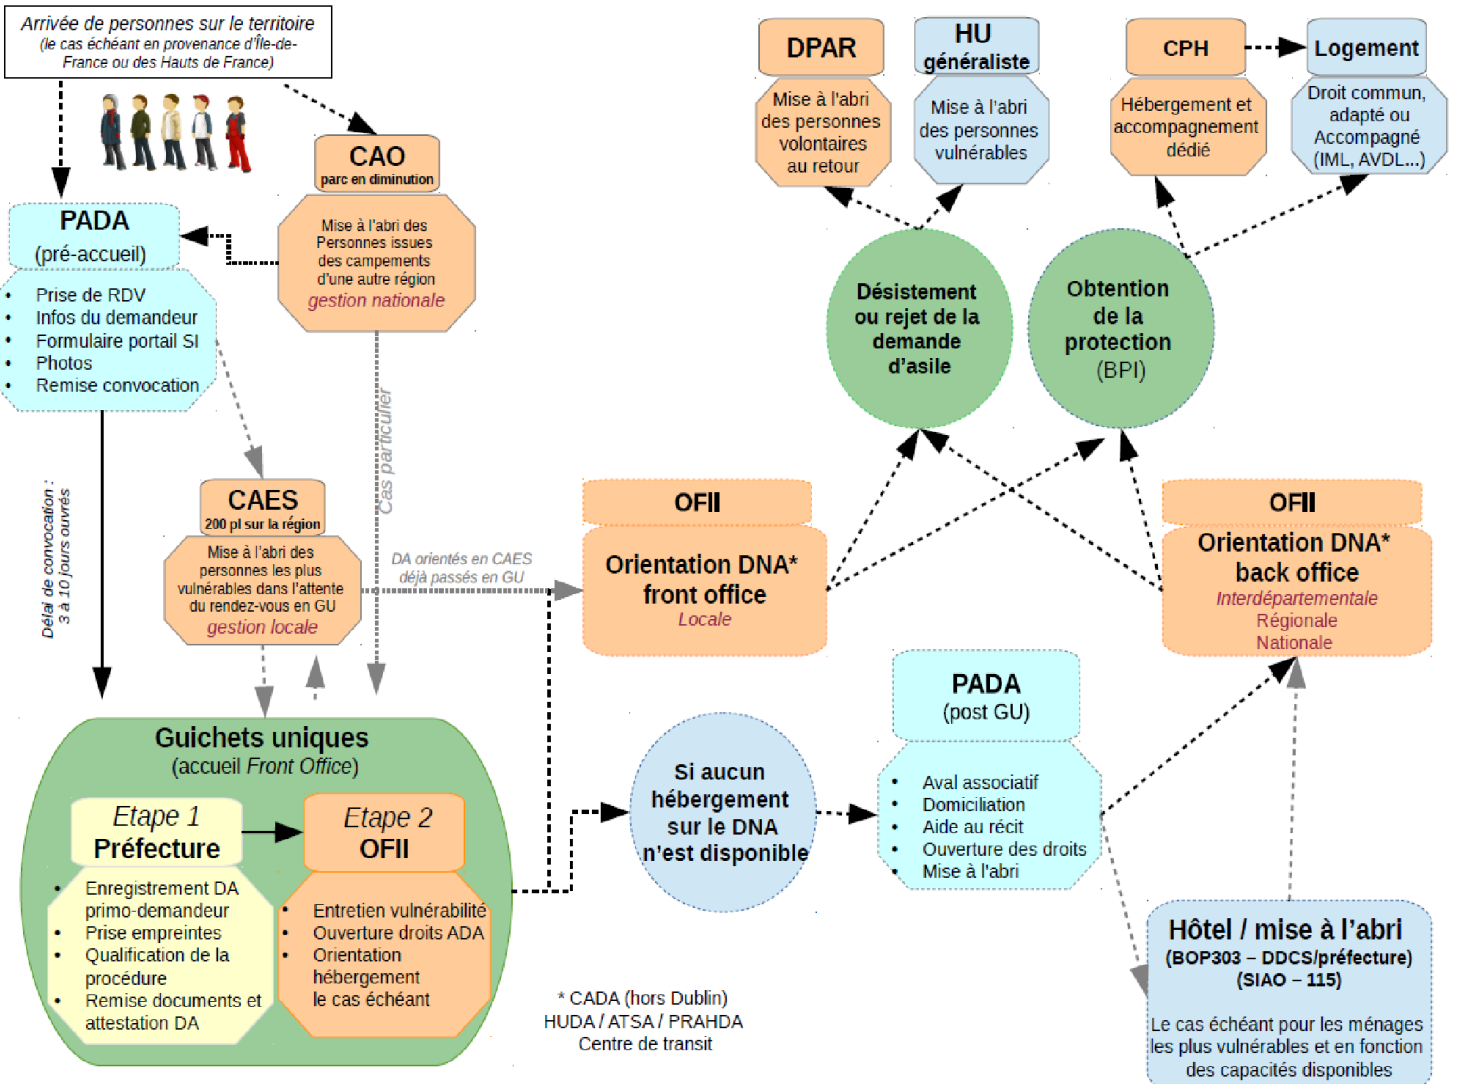 Arrivée de personnes sur le territoire
(le cas échéant en provenance d'Île-de-
France ou des Hauts de France)
CAO
parc en diminution
Mise à l'abri des
Personnes issues
des campements
d'une autre région
gestion nationale
PADA
(pré-accueil)
• Prise de RDV
• Infos du demandeur
• Formulaire portail SI
• Photos
• Remise convocation
Délai de convocation :
3 à 10 jours ouvrés
Cas particulier
CAES
200 pl sur la région
Mise à l'abri des
personnes les plus
vulnérables dans l'attente
du rendez-vous en GU
gestion locale
DA orientés en CAES
déjà passés en GU
Guichets uniques
(accueil Front Office)
Etape 1
Préfecture
• Enregistrement DA
primo-demandeur
• Prise empreintes
• Qualification de la
procédure
• Remise documents et
attestation DA
Etape 2
OFII
• Entretien vulnérabilité
• Ouverture droits ADA
• Orientation
hébergement
le cas échéant
DPAR
Mise à l'abri
des personnes
volontaires
au retour
HU
généraliste
Mise à l'abri
des personnes
vulnérables
CPH
Hébergement et
accompagnement
dédié
Logement
Droit commun,
adapté ou
Accompagné
(IML, AVDL...)
Désistement
ou rejet de la
demande
d'asile
Obtention
de la
protection
(BPI)
OFII
Orientation DNA*
front office
Locale
OFII
Orientation DNA*
back office
Interdépartementale
Régionale
Nationale
Si aucun
hébergement
sur le DNA
n'est disponible
PADA
(post GU)
• Aval associatif
• Domiciliation
• Aide au récit
• Ouverture des droits
• Mise à l'abri
Hôtel / mise à l'abri
(BOP303 – DDCS/préfecture)
(SIAO – 115)
Le cas échéant pour les ménages
les plus vulnérables et en fonction
des capacités disponibles
* CADA (hors Dublin)
HUDA / ATSA / PRAHDA
Centre de transit